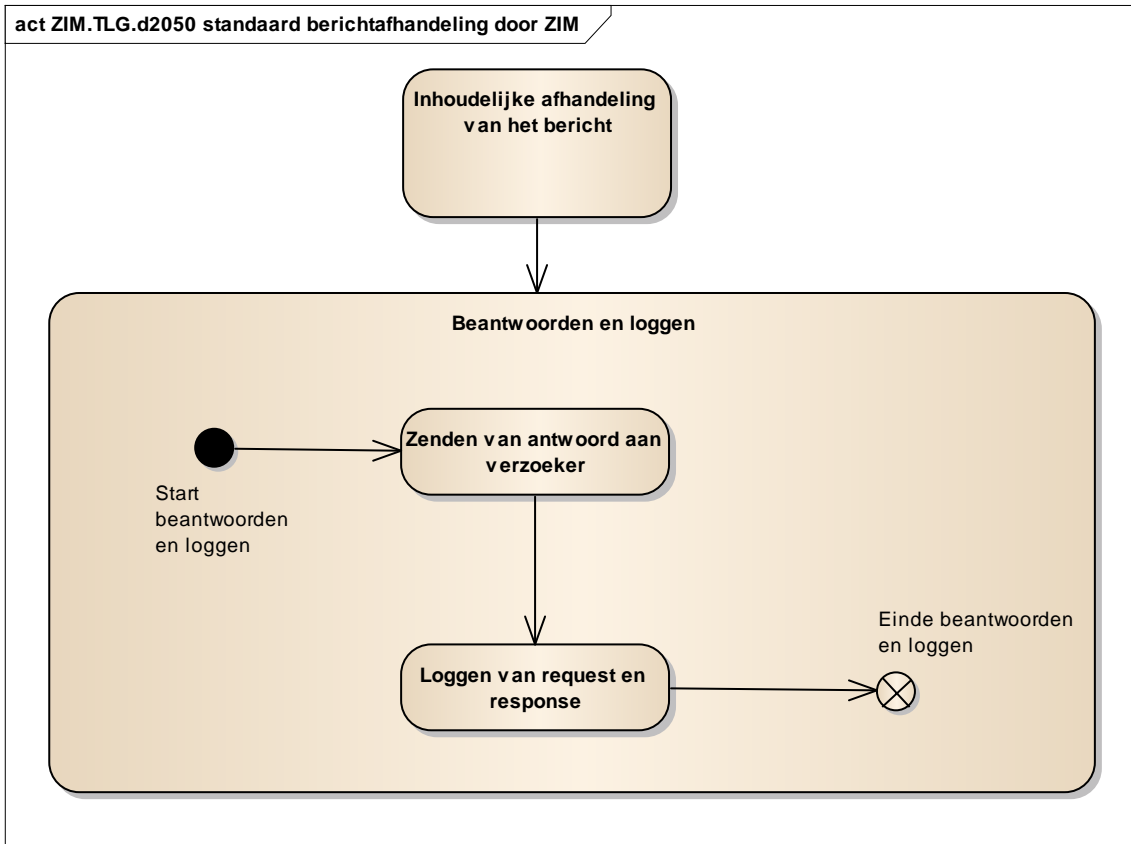 act ZIM.TLG.d2050 standaard berichtafhandeling door ZIM
Inhoudelijke afhandeling
van het bericht
Beantwoorden en loggen
Zenden van antwoord aan
verzoeker
Start
beantwoorden
en loggen
Einde beantwoorden
en loggen
Loggen van request en
response